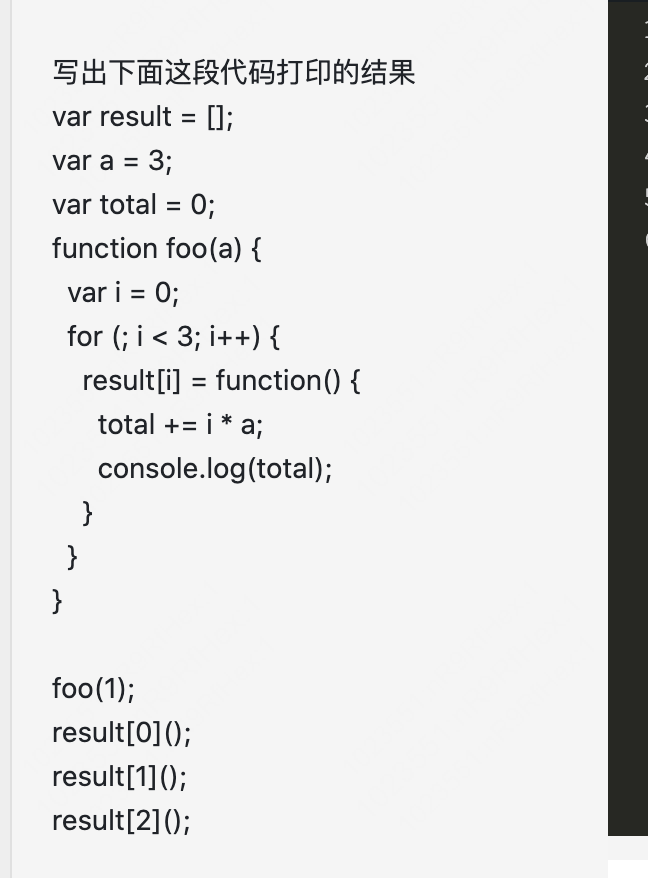 写出下面这段代码打印的结果
var result = [];
var a = 3;
var total = 0;
function foo(a) {
  var i = 0;
  for (; i < 3; i++) {
    result[i] = function() {
      total += i * a;
      console.log(total);
    }
  }
}

foo(1);
result[0]();
result[1]();
result[2]();